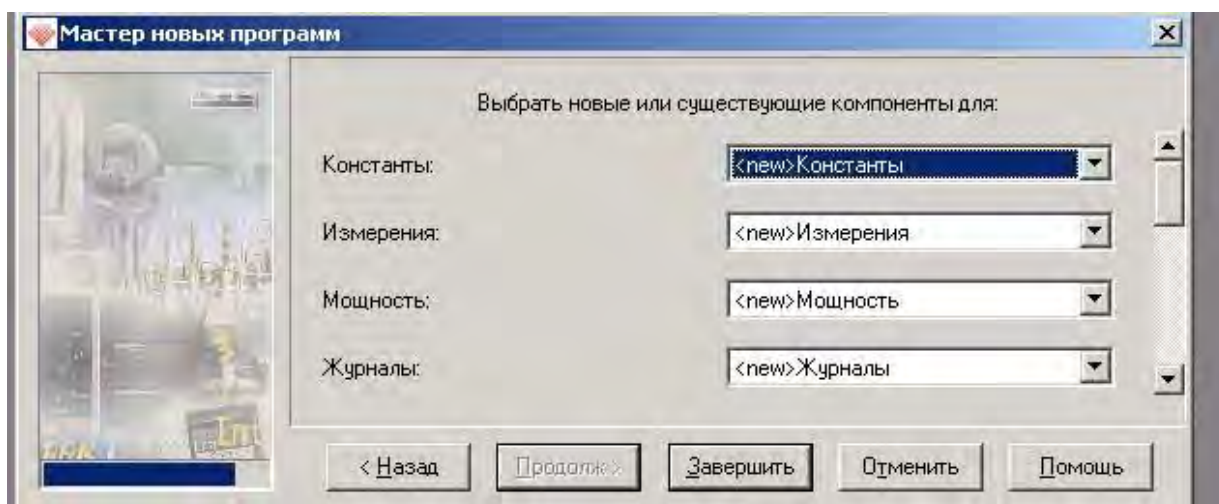 Мастер новых программ
Выбрать новые или существующие компоненты для:
Константы: <new>Константы
Измерения: <new>Измерения
Мощность: <new>Мощность
Журналы: <new>Журналы
< Назад Продолж > Завершить Отменить Помощь